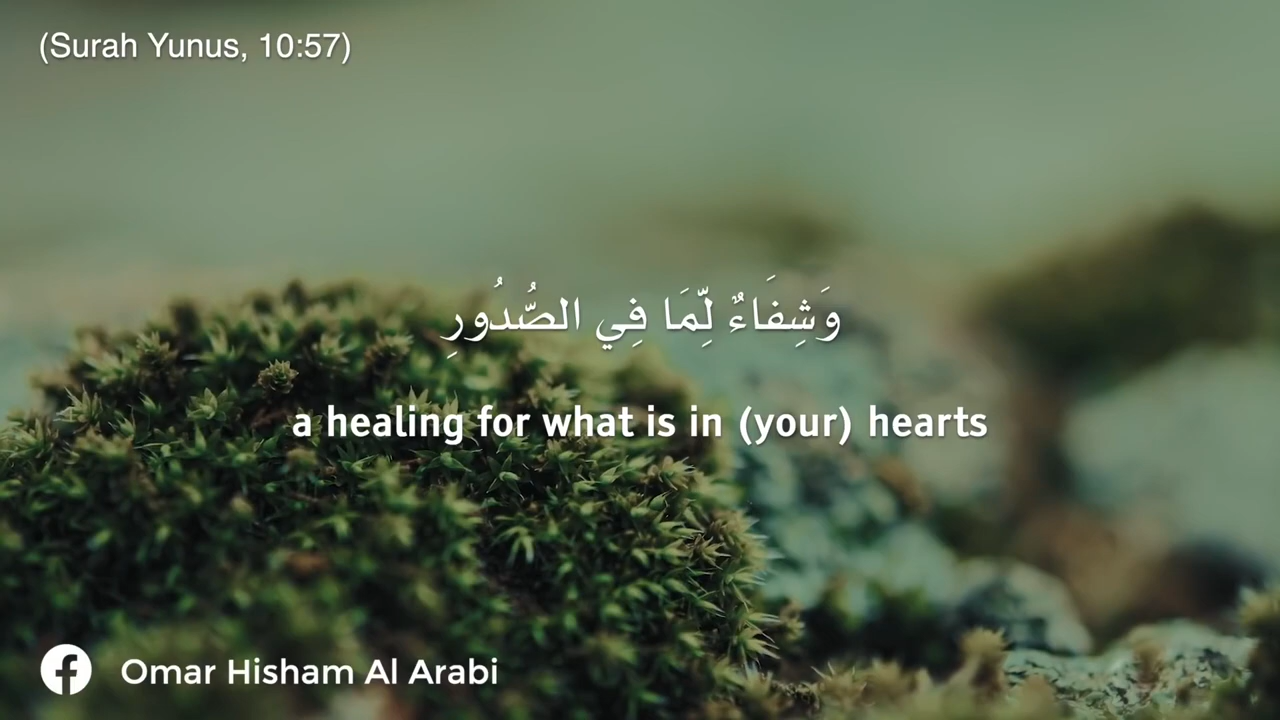 (Surah Yunus, 10:57)
وَشِفَاءٌ لِّمَا فِي الصُّدُورِ
a healing for what is in (your) hearts
Omar Hisham Al Arabi